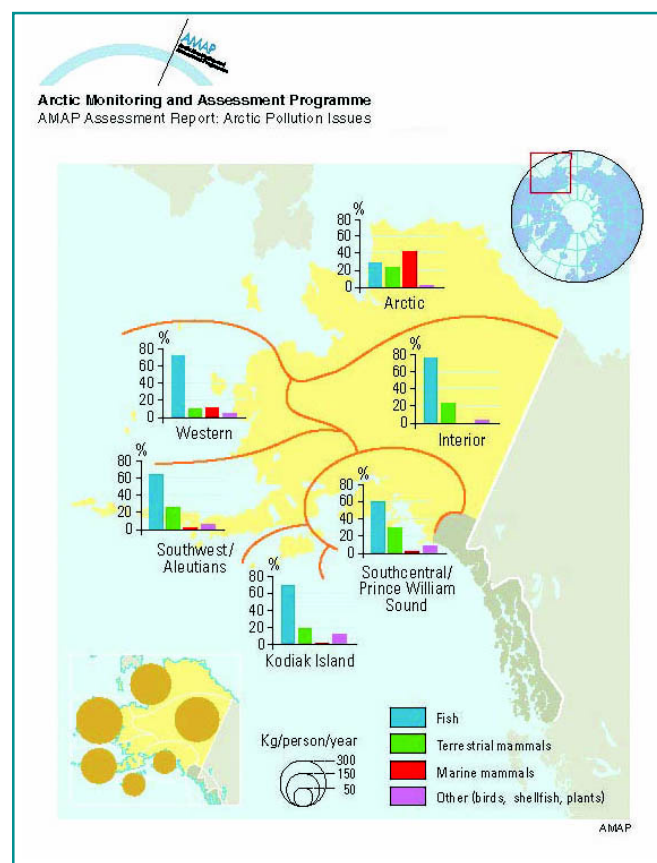 AMAP
Arctic Monitoring and Assessment Programme
AMAP Assessment Report: Arctic Pollution Issues
80 %
60
40
20
0
Arctic
%
80
60
40
20
0
Western
%
80
60
40
20
0
Interior
%
80
60
40
20
0
Southwest/
Aleutians
%
80
60
40
20
0
Southcentral/
Prince William
Sound
%
80
60
40
20
0
Kodiak Island
Kg/person/year
300
150
50
Fish
Terrestrial mammals
Marine mammals
Other (birds, shellfish, plants)
AMAP